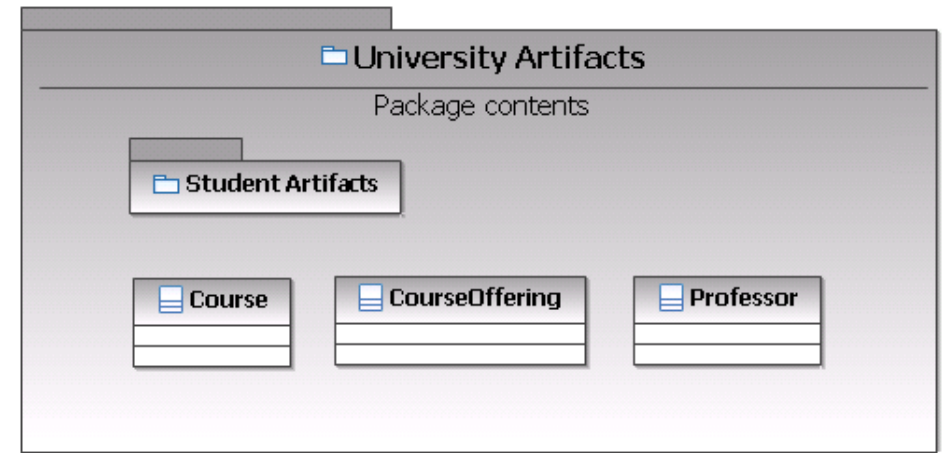 University Artifacts
Package contents
Student Artifacts
Course
CourseOffering
Professor